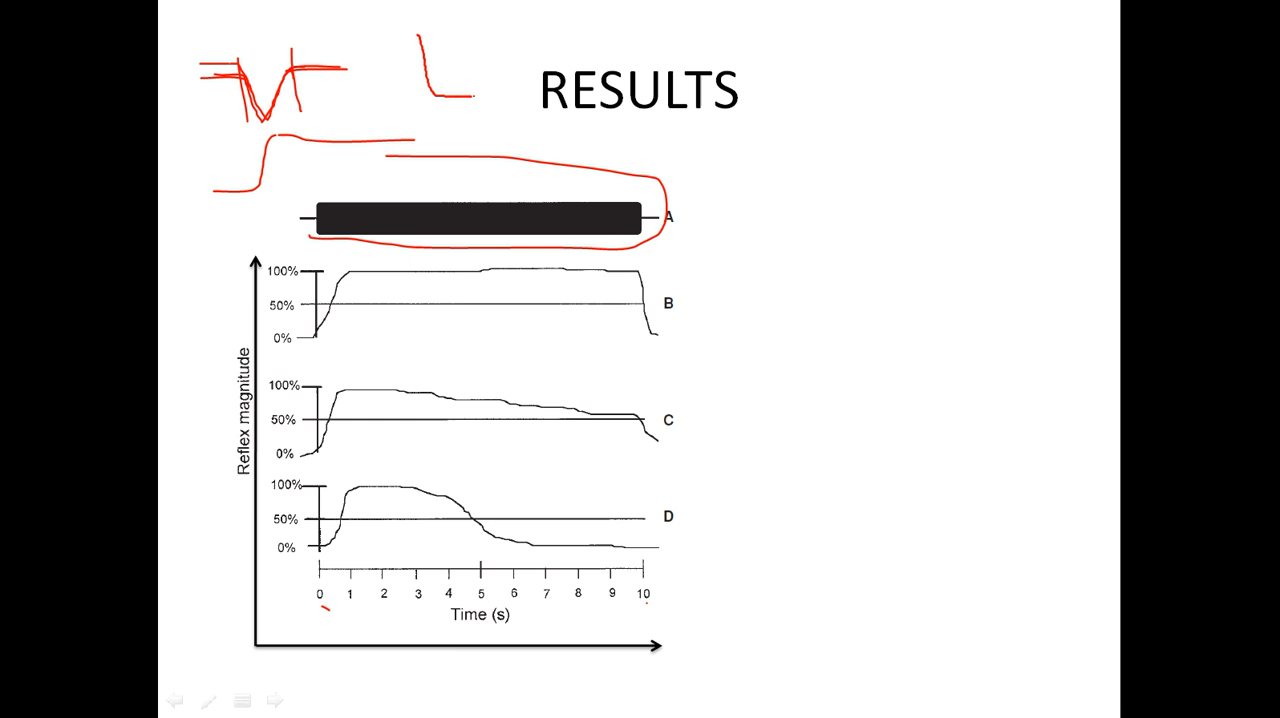 RESULTS
A
100%
50%
0%
B
100%
50%
0%
C
100%
50%
0%
D
Reflex magnitude
0 1 2 3 4 5 6 7 8 9 10
Time (s)